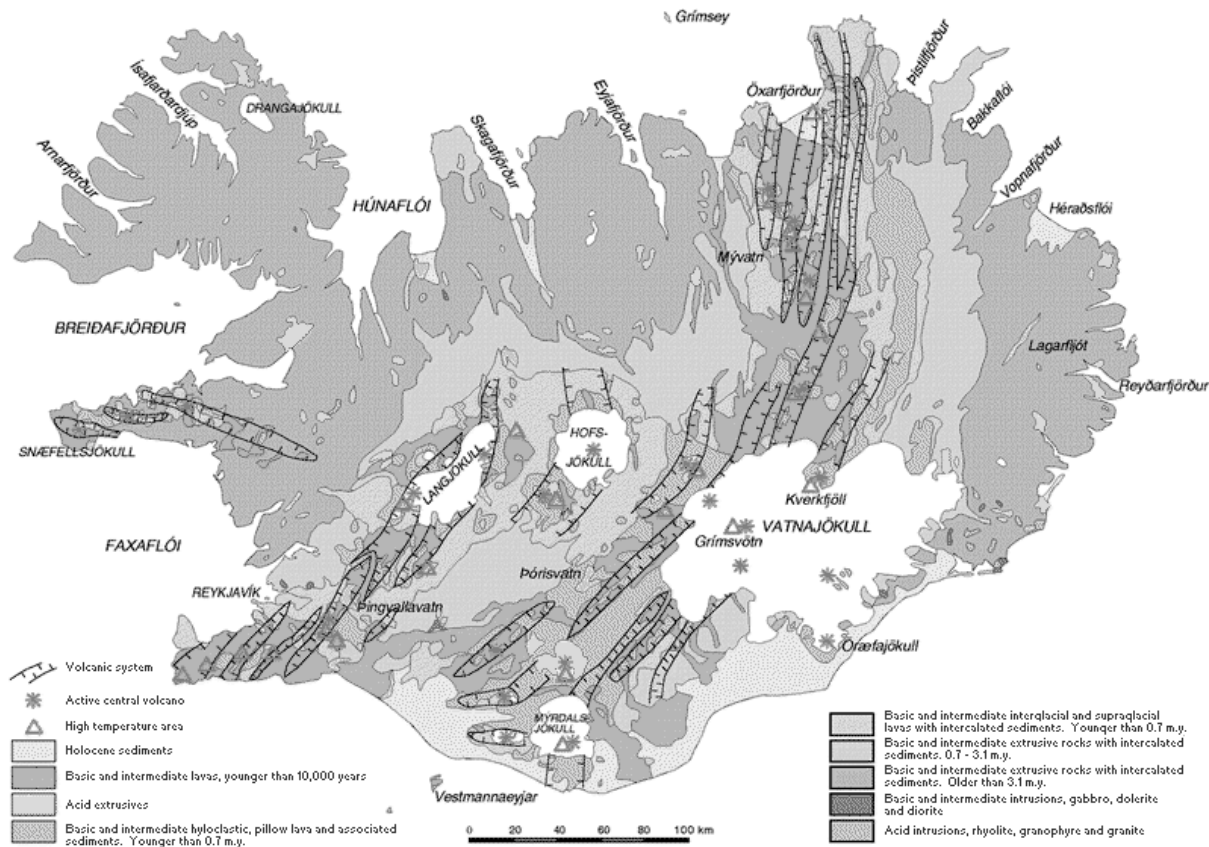 Grímsey
Ísafjarðardjúp
DRANGAJÖKULL
Arnarfjörður
HÚNAFLÓI
Skagafjörður
Eyjafjörður
Öxarfjörður
Þistilfjörður
Bakkaflói
Vopnafjörður
Héraðsflói
Mývatn
BREIÐAFJÖRÐUR
Lagarfljót
Reyðarfjörður
SNÆFELLSJÖKULL
LANGJÖKULL
HOFS-
JÖKULL
Kverkfjöll
VATNAJÖKULL
Grímsvötn
FAXAFLÓI
Þórisvatn
REYKJAVÍK
Þingvallavatn
Öræfajökull
MÝRDALS-
JÖKULL
Vestmannaeyjar
Volcanic system
Active central volcano
High temperature area
Holocene sediments
Basic and intermediate lavas, younger than 10,000 years
Acid extrusives
Basic and intermediate hyloclastic, pillow lava and associated
sediments. Younger than 0.7 m.y.
0 20 40 60 80 100 km
Basic and intermediate interglacial and supraglacial
lavas with intercalated sediments. Younger than 0.7 m.y.
Basic and intermediate extrusive rocks with intercalated
sediments. 0.7 - 3.1 m.y.
Basic and intermediate extrusive rocks with intercalated
sediments. Older than 3.1 m.y.
Basic and intermediate intrusions, gabbro, dolerite
and diorite
Acid intrusions, rhyolite, granophyre and granite